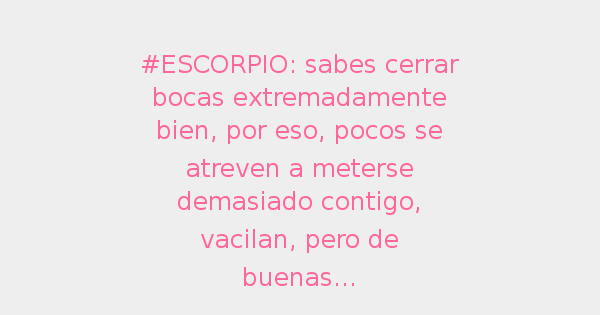 #ESCORPIO: sabes cerrar
bocas extremadamente
bien, por eso, pocos se
atreven a meterse
demasiado contigo,
vacilan, pero de
buenas...